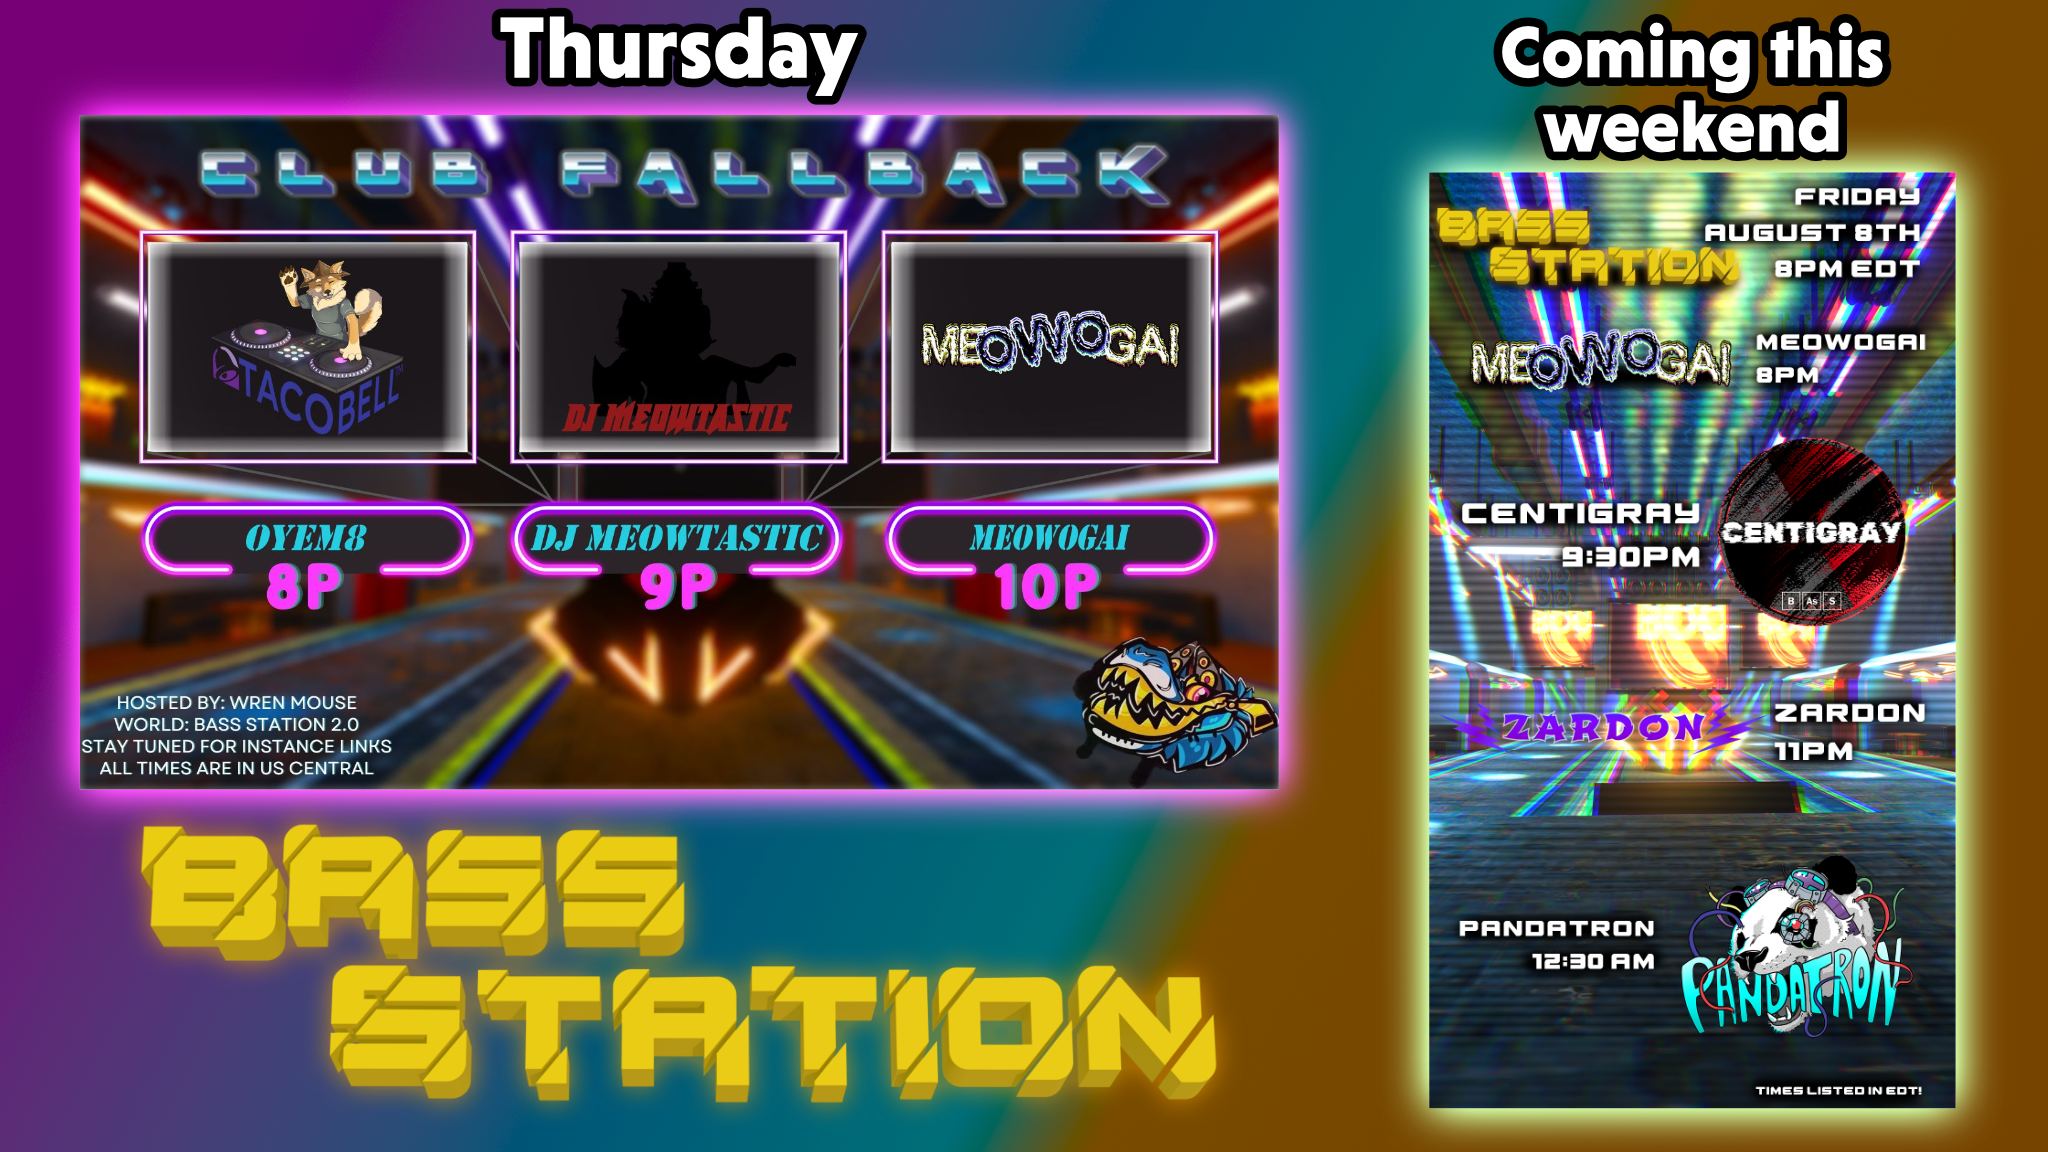 Thursday
CLUB FALLBACK
TACO BELL™
DJ MEOWTASTIC
MEOWOGAI
OYEM8
DJ MEOWTASTIC
MEOWOGAI
8P
9P
10P
HOSTED BY: WREN MOUSE
WORLD: BASS STATION 2.0
STAY TUNED FOR INSTANCE LINKS
ALL TIMES ARE IN US CENTRAL
BASS
STATION
Coming this
weekend
BASS
STATION
FRIDAY
AUGUST 8TH
8PM EDT
MEOWOGAI
MEOWOGAI
8PM
CENTIGRAY
9:30PM
CENTIGRAY
B As S
ZARDON
ZARDON
11PM
PANDATRON
12:30 AM
PANDATRON
TIMES LISTED IN EDT!